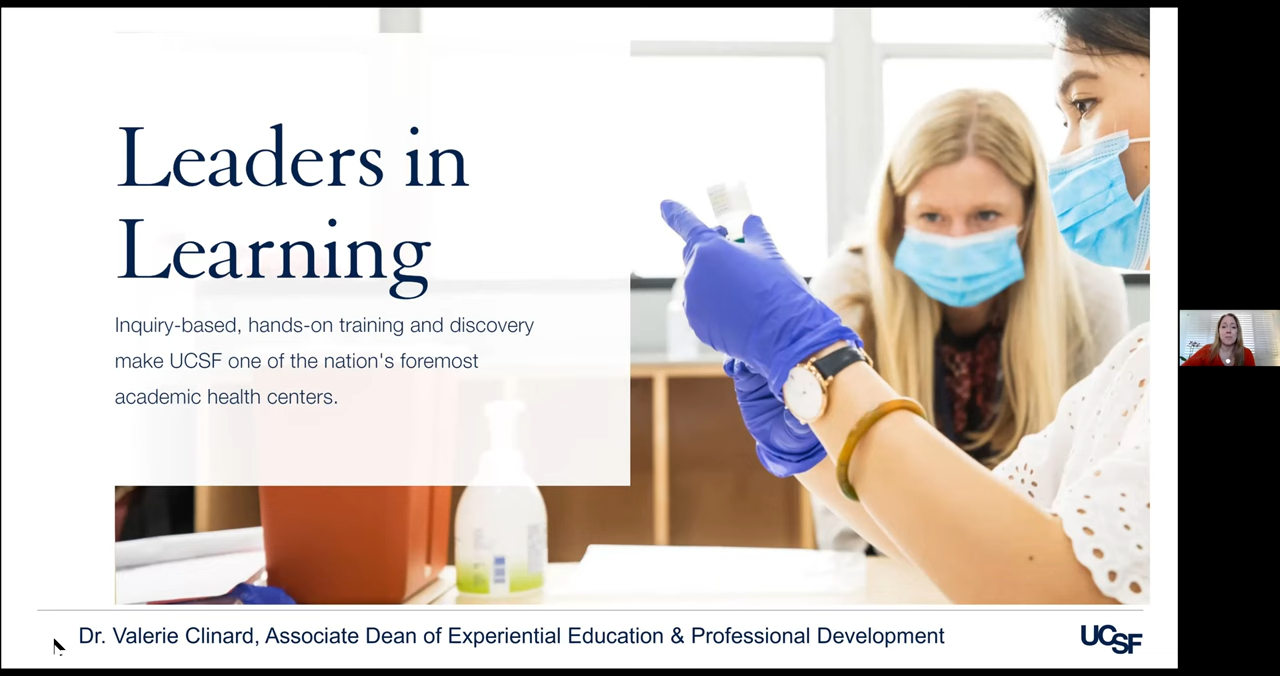 Leaders in
Learning
Inquiry-based, hands-on training and discovery
make UCSF one of the nation's foremost
academic health centers.
Dr. Valerie Clinard, Associate Dean of Experiential Education & Professional Development
UCSF